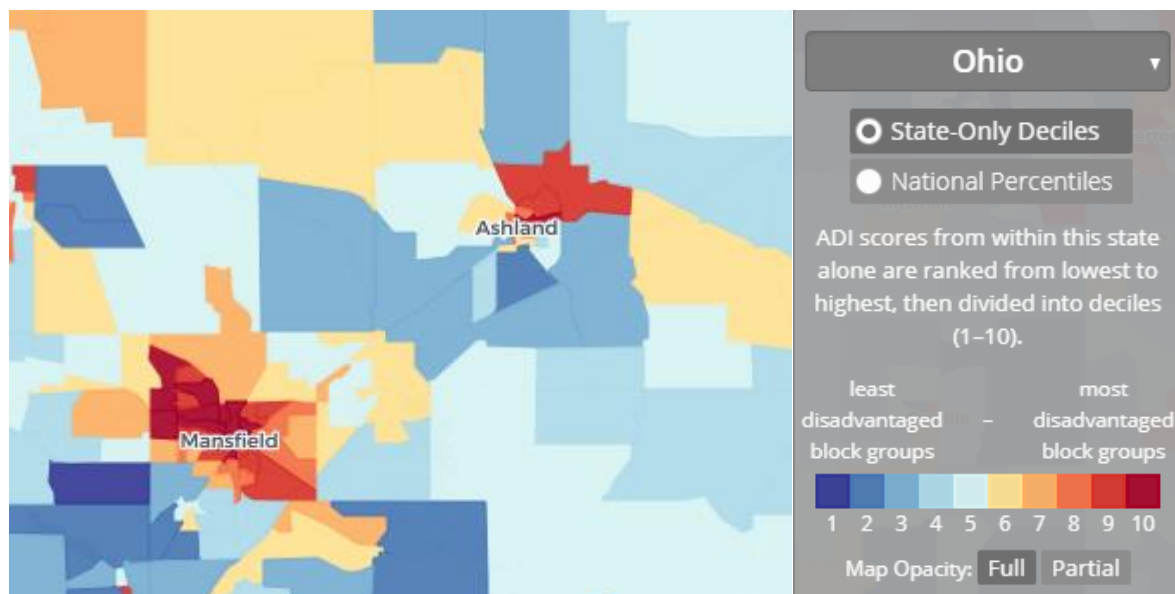 Ashland
Mansfield
Ohio ▼
State-Only Deciles
National Percentiles
ADI scores from within this state
alone are ranked from lowest to
highest, then divided into deciles
(1–10).
least
disadvantaged
block groups
–
most
disadvantaged
block groups
1 2 3 4 5 6 7 8 9 10
Map Opacity: Full Partial